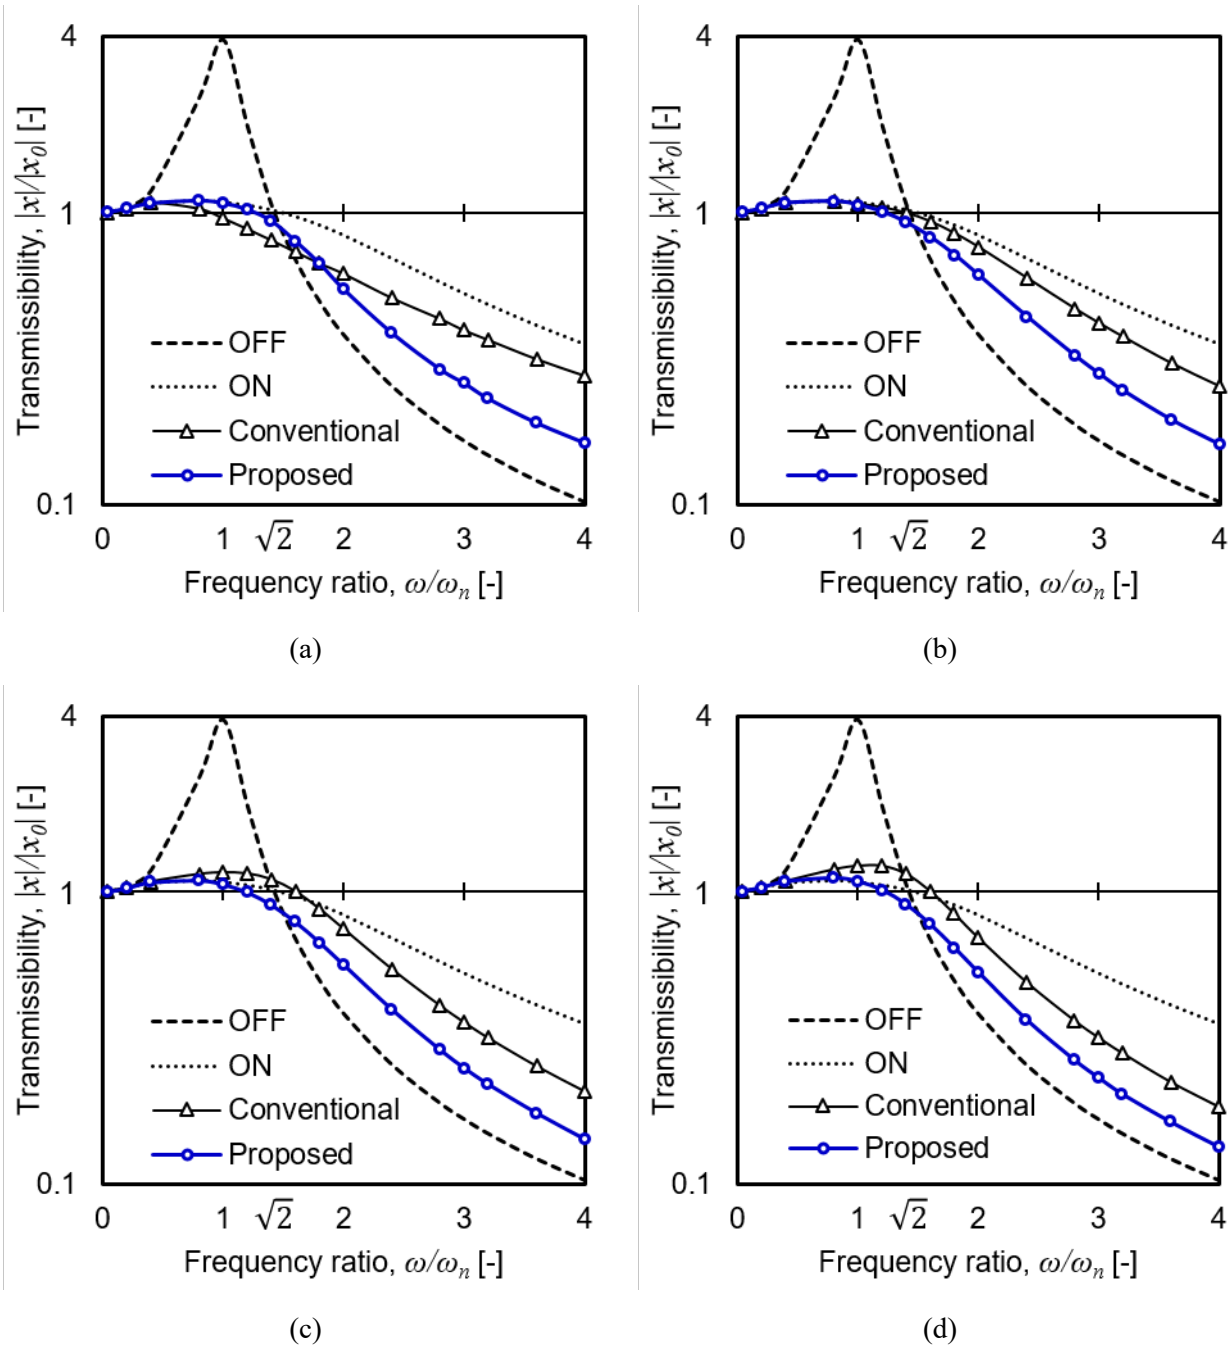 4
1
0.1
Transmissibility, |x|/|x₀| [-]
OFF
ON
Conventional
Proposed
0 1 √2 2 3 4
Frequency ratio, ω/ωₙ [-]
(a)
4
1
0.1
Transmissibility, |x|/|x₀| [-]
OFF
ON
Conventional
Proposed
0 1 √2 2 3 4
Frequency ratio, ω/ωₙ [-]
(b)
4
1
0.1
Transmissibility, |x|/|x₀| [-]
OFF
ON
Conventional
Proposed
0 1 √2 2 3 4
Frequency ratio, ω/ωₙ [-]
(c)
4
1
0.1
Transmissibility, |x|/|x₀| [-]
OFF
ON
Conventional
Proposed
0 1 √2 2 3 4
Frequency ratio, ω/ωₙ [-]
(d)